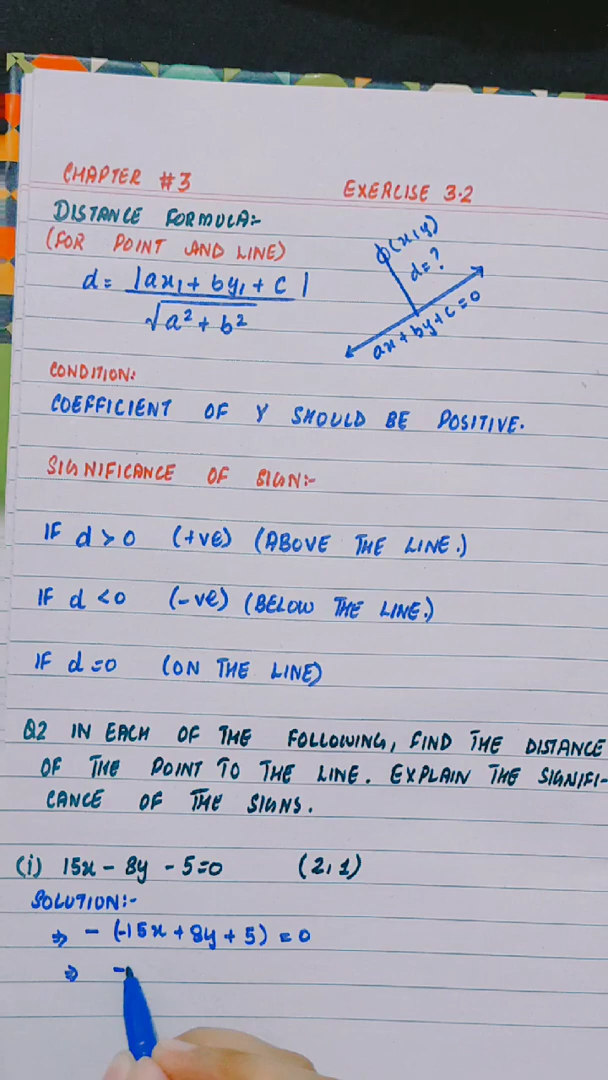 CHAPTER #3
EXERCISE 3.2
DISTANCE FORMULA:-
(FOR POINT AND LINE)
d = |ax₁ + by₁ + c|
√a² + b²
p(x,y)
d=?
ax + by + c = 0
CONDITION:
COEFFICIENT OF Y SHOULD BE POSITIVE.
SIGNIFICANCE OF SIGN:-
IF d > 0 (+ve) (ABOVE THE LINE.)
IF d < 0 (-ve) (BELOW THE LINE.)
IF d = 0 (ON THE LINE)
Q2 IN EACH OF THE FOLLOWING, FIND THE DISTANCE
OF THE POINT TO THE LINE. EXPLAIN THE SIGNIFI-
CANCE OF THE SIGNS.
(i) 15x - 8y - 5 = 0 (2,1)
SOLUTION:-
⇒ - (-15x + 8y + 5) = 0
⇒ -